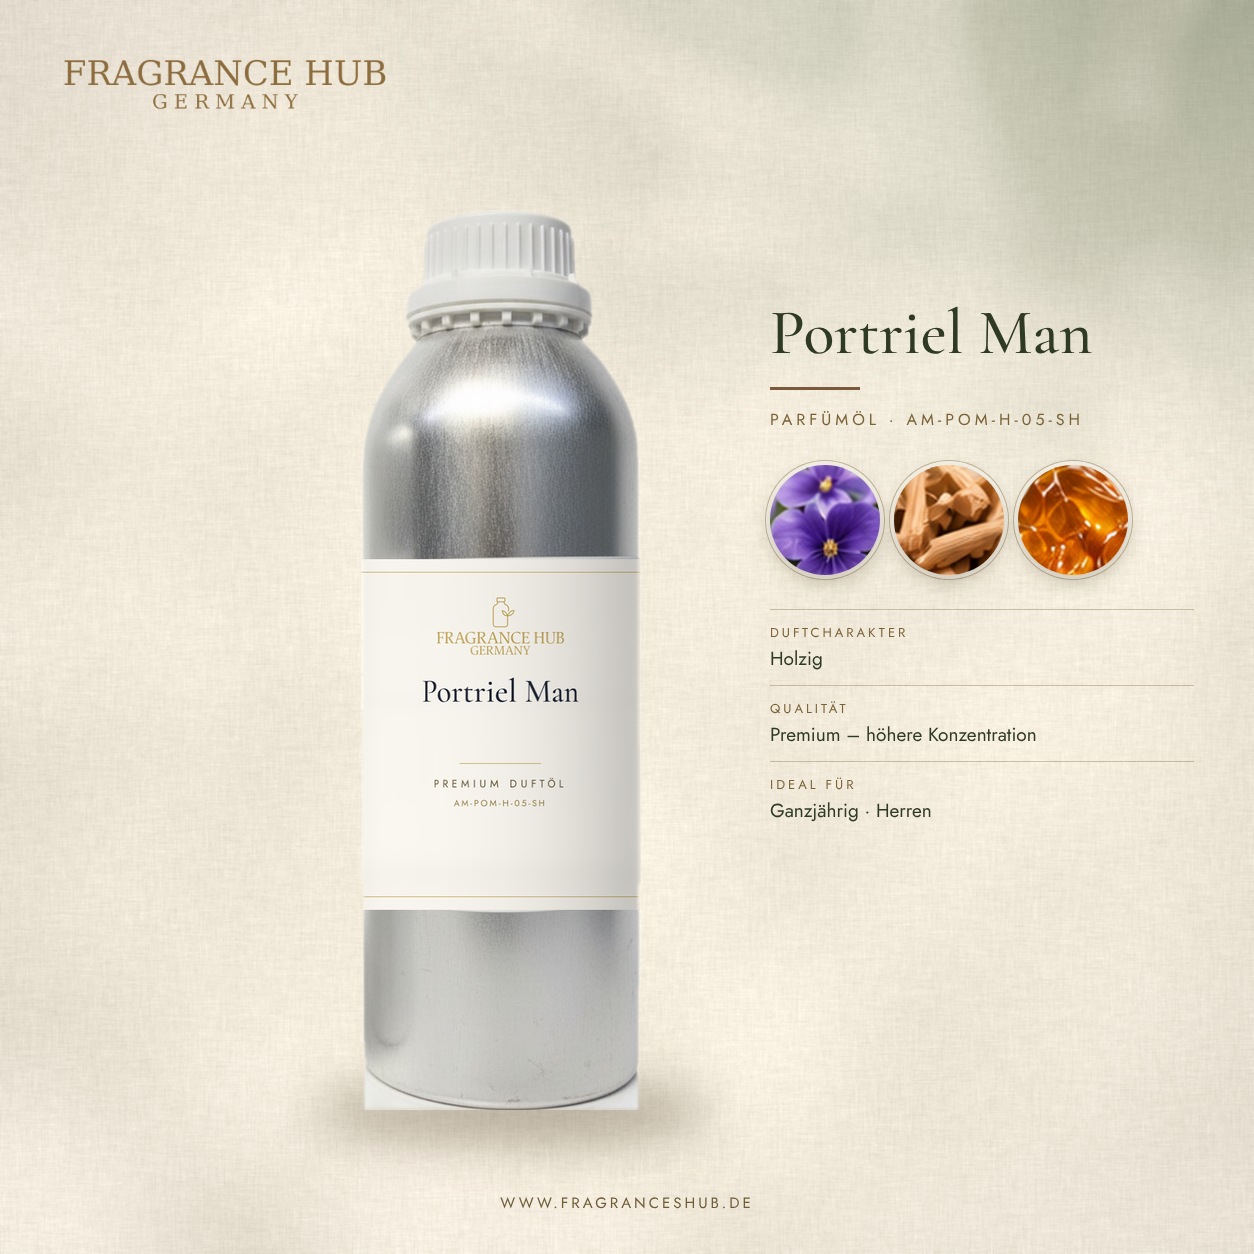 FRAGRANCE HUB
GERMANY
Portriel Man
PARFÜMÖL · AM-POM-H-05-SH
DUFTCHARAKTER
Holzig
QUALITÄT
Premium – höhere Konzentration
IDEAL FÜR
Ganzjährig · Herren
FRAGRANCE HUB
GERMANY
Portriel Man
PREMIUM DUFTÖL
AM-POM-H-05-SH
WWW.FRAGRANCESHUB.DE